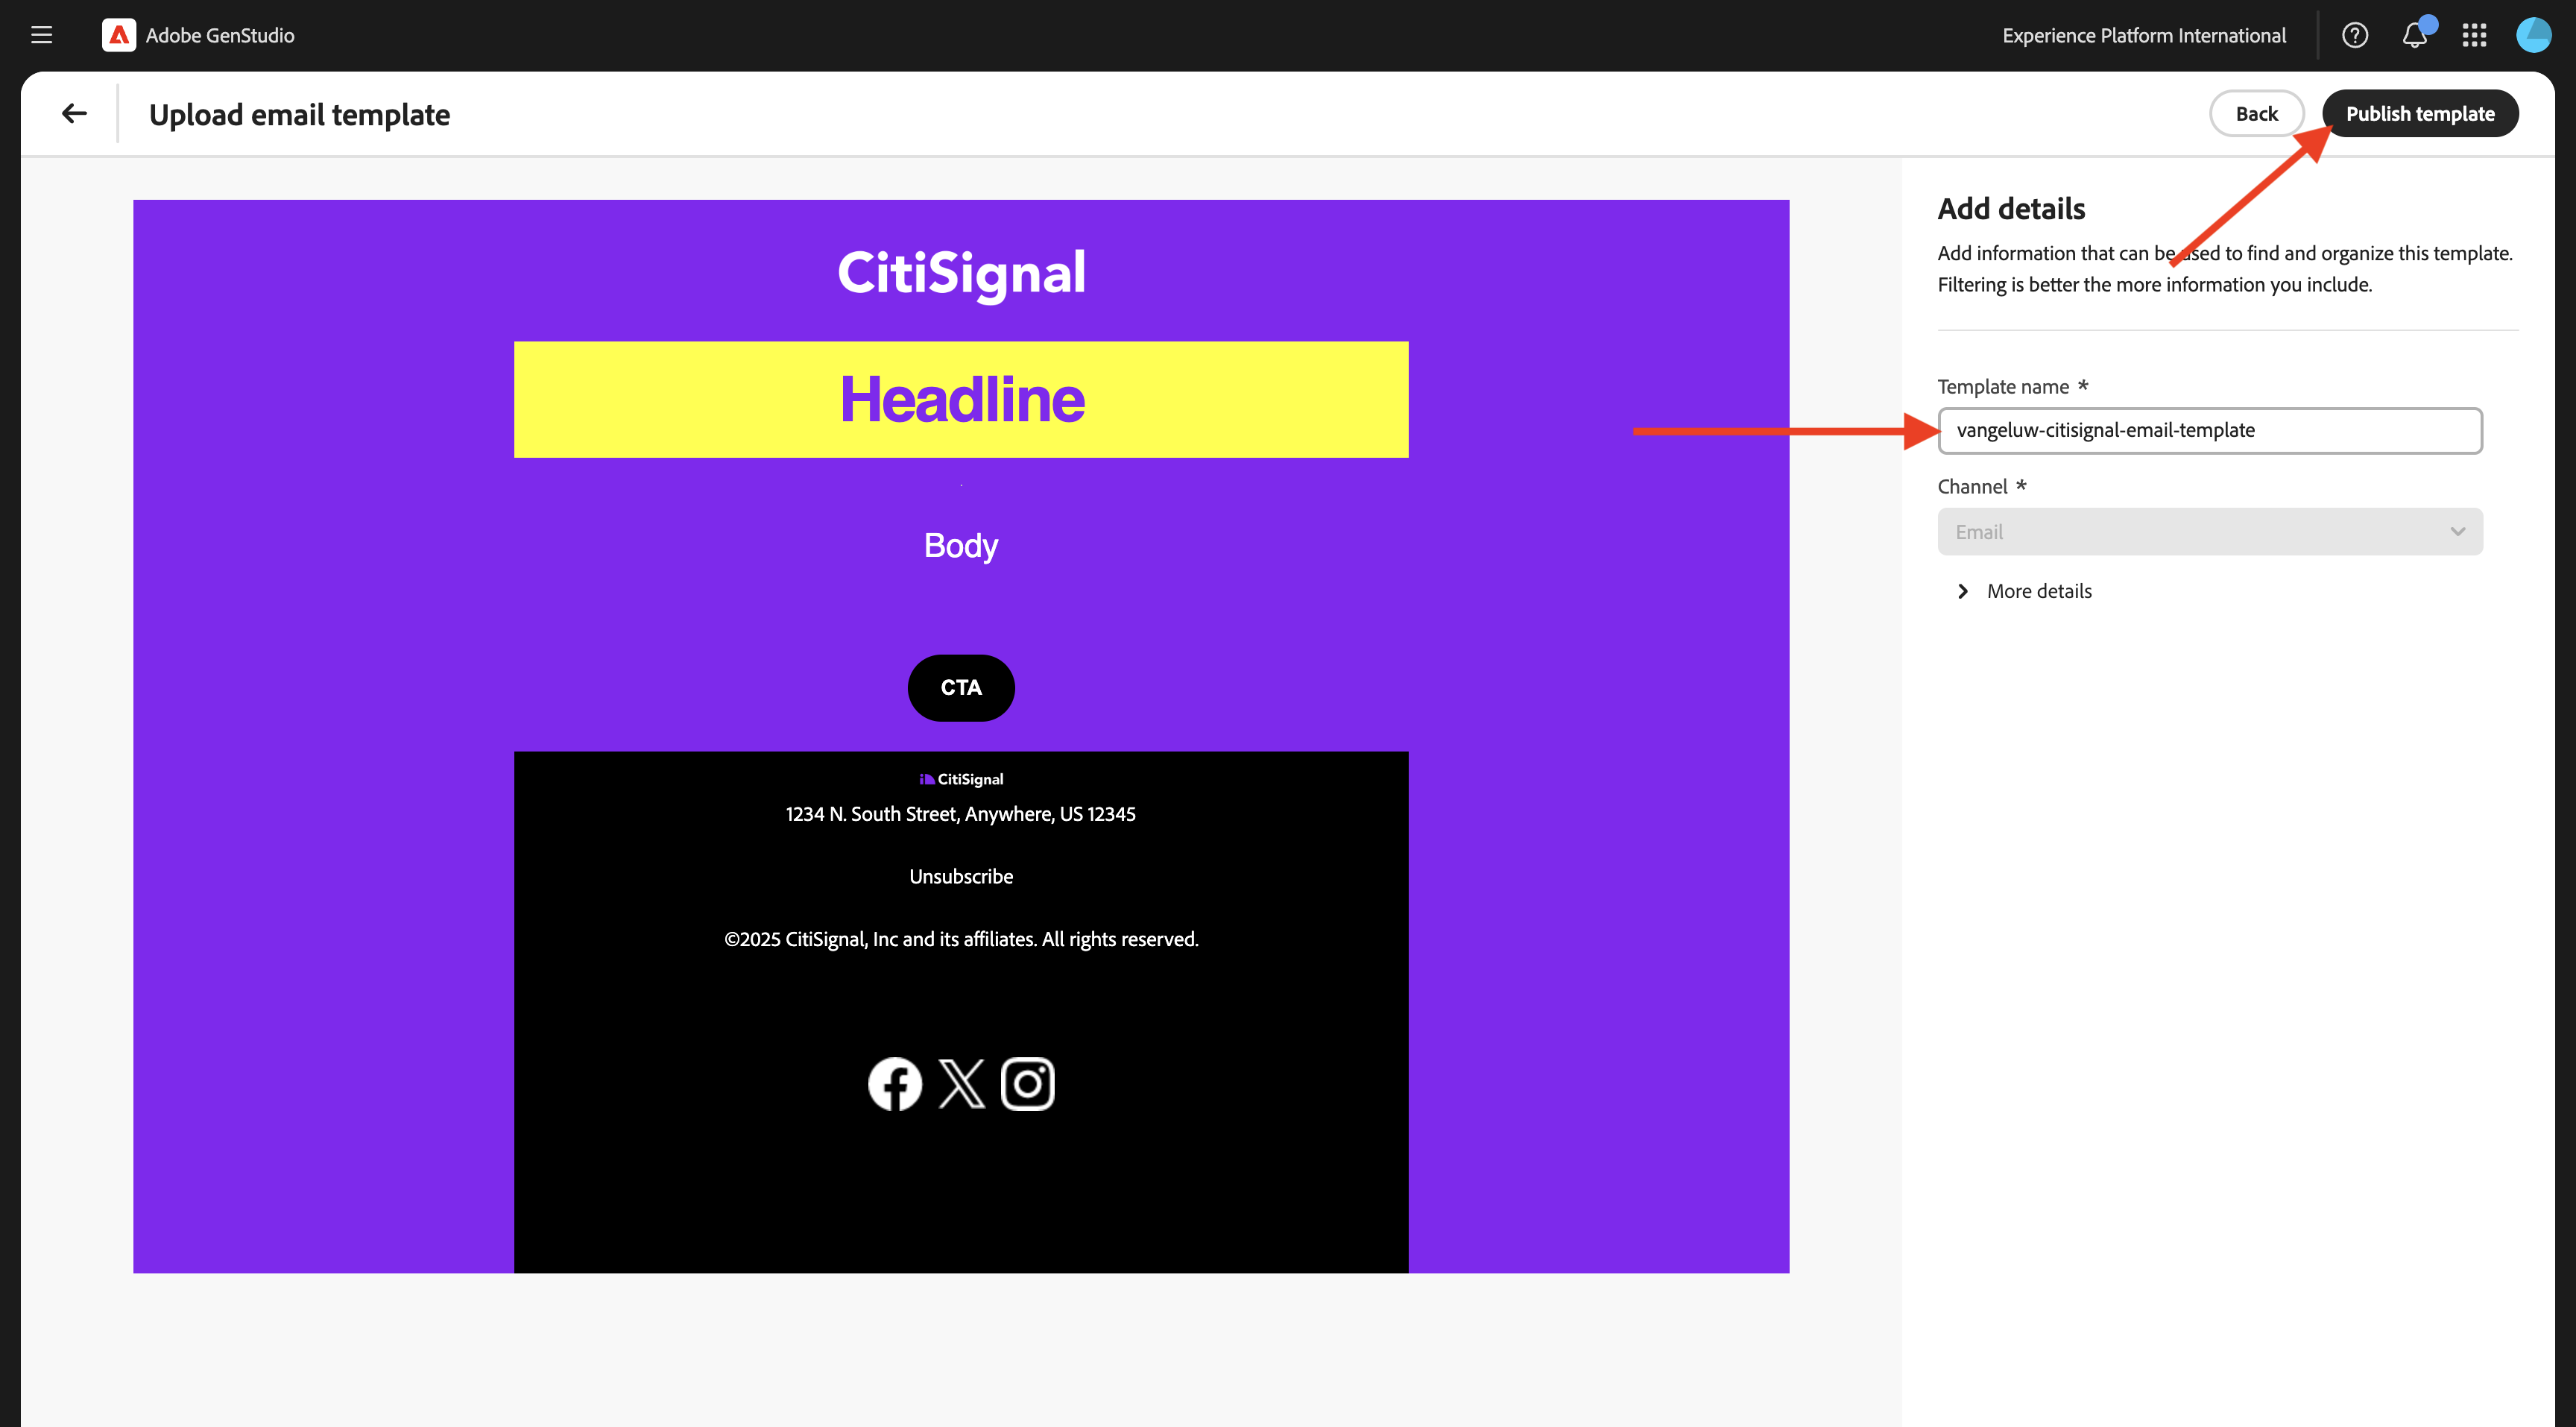 Adobe GenStudio
Experience Platform International
Upload email template
Back
Publish template
CitiSignal
Headline
Body
CTA
CitiSignal
1234 N. South Street, Anywhere, US 12345
Unsubscribe
©2025 CitiSignal, Inc and its affiliates. All rights reserved.
Add details
Add information that can be used to find and organize this template.
Filtering is better the more information you include.
Template name *
vangeluw-citisignal-email-template
Channel *
Email
More details